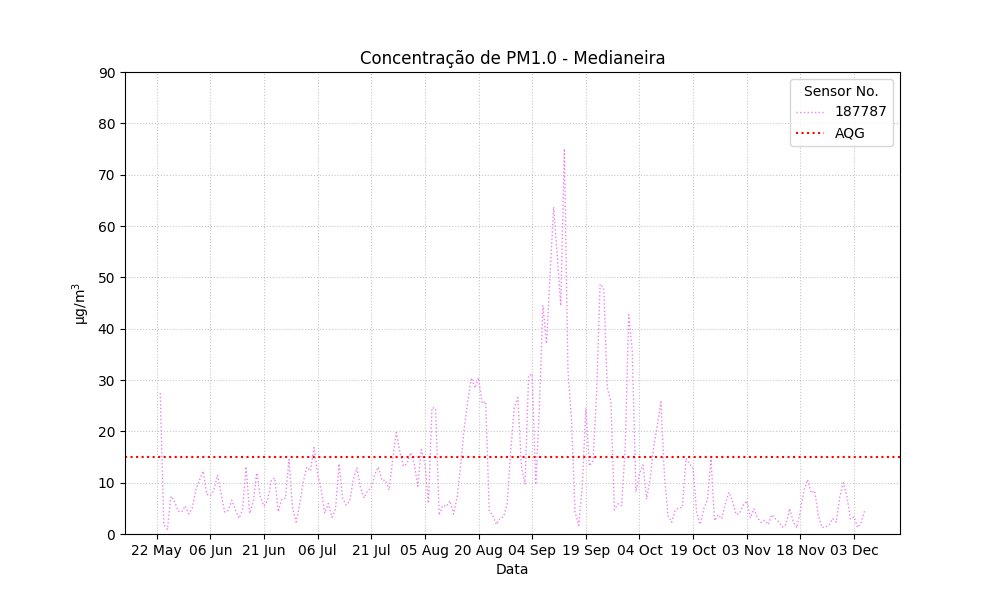 Concentração de PM1.0 - Medianeira
Sensor No.
187787
AQG
90
80
70
60
50
40
30
20
10
0
µg/m³
22 May 06 Jun 21 Jun 06 Jul 21 Jul 05 Aug 20 Aug 04 Sep 19 Sep 04 Oct 19 Oct 03 Nov 18 Nov 03 Dec
Data